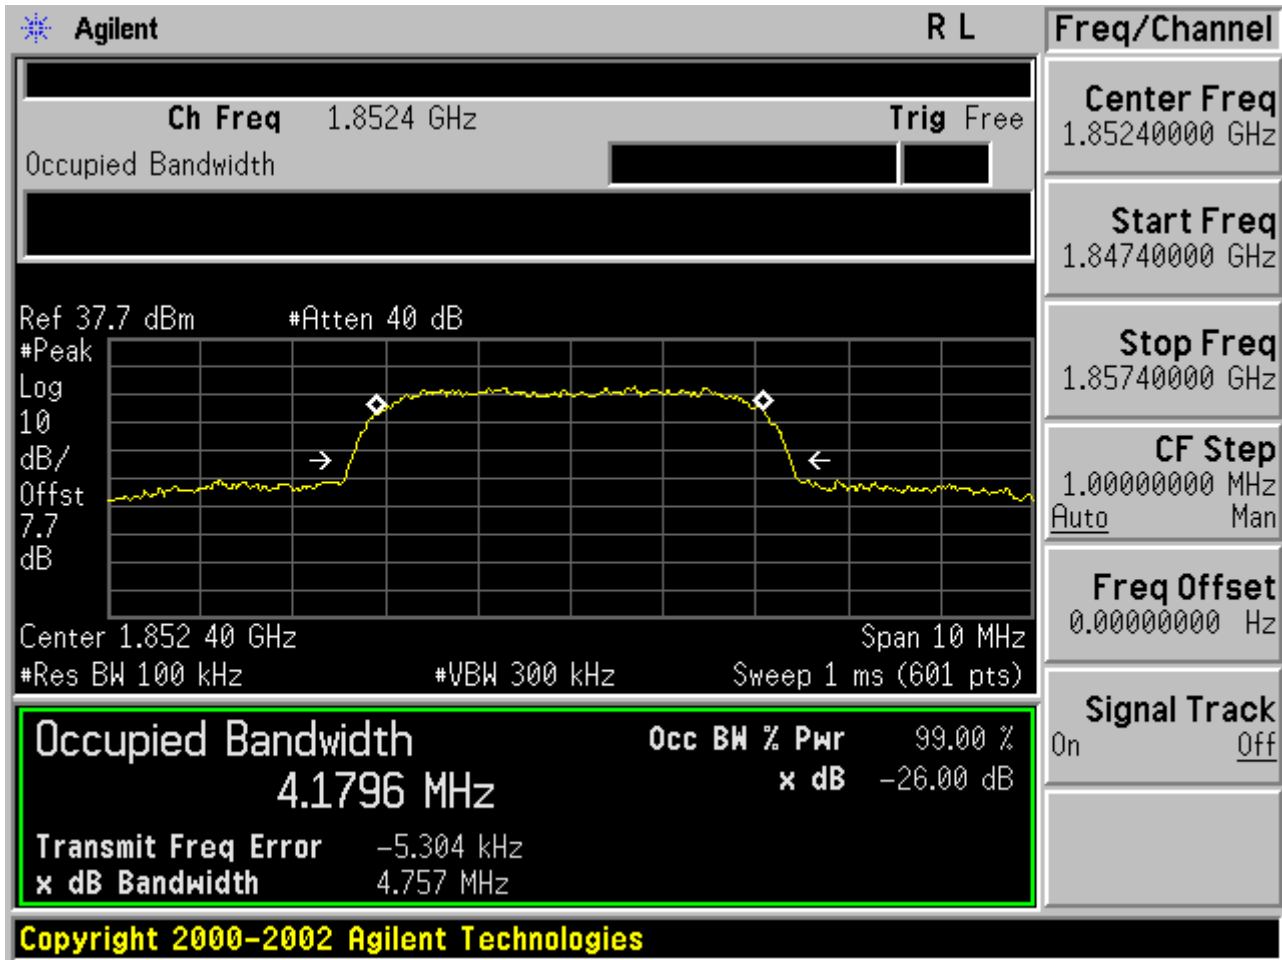 Agilent R L Freq/Channel
Ch Freq 1.8524 GHz Trig Free
Occupied Bandwidth
Center Freq
1.85240000 GHz
Start Freq
1.84740000 GHz
Stop Freq
1.85740000 GHz
CF Step
1.00000000 MHz
Auto Man
Freq Offset
0.00000000 Hz
Signal Track
On Off
Ref 37.7 dBm #Atten 40 dB
#Peak
Log
10
dB/
Offst
7.7
dB
Center 1.852 40 GHz Span 10 MHz
#Res BW 100 kHz #VBW 300 kHz Sweep 1 ms (601 pts)
Occupied Bandwidth Occ BW % Pwr 99.00 %
4.1796 MHz x dB -26.00 dB
Transmit Freq Error -5.304 kHz
x dB Bandwidth 4.757 MHz
Copyright 2000-2002 Agilent Technologies